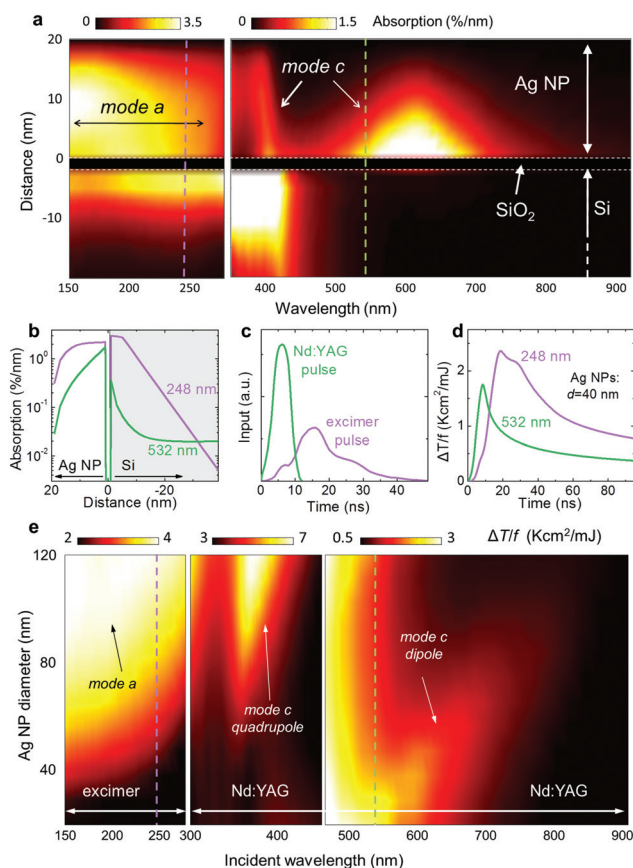 0 3.5 0 1.5 Absorption (%/nm)
a
20
10
0
-10
Distance (nm)
mode a
mode c
Ag NP
SiO2
Si
150 200 250 400 500 600 700 800 900
Wavelength (nm)
b
Absorption (%/nm)
10^0
10^-1
10^-2
248 nm
532 nm
Ag NP Si
20 0 -20
Distance (nm)
c
Input (a.u.)
Nd:YAG
pulse
excimer
pulse
0 10 20 30 40
Time (ns)
d
ΔT/f (Kcm²/mJ)
2
1
0
248 nm
Ag NPs:
d=40 nm
532 nm
0 20 40 60 80
Time (ns)
e
2 4 3 7 0.5 3 ΔT/f (Kcm²/mJ)
120
80
40
Ag NP diameter (nm)
mode a
mode c
quadrupole
mode c
dipole
excimer Nd:YAG Nd:YAG
150 200 250 300 400 500 600 700 800 900
Incident wavelength (nm)